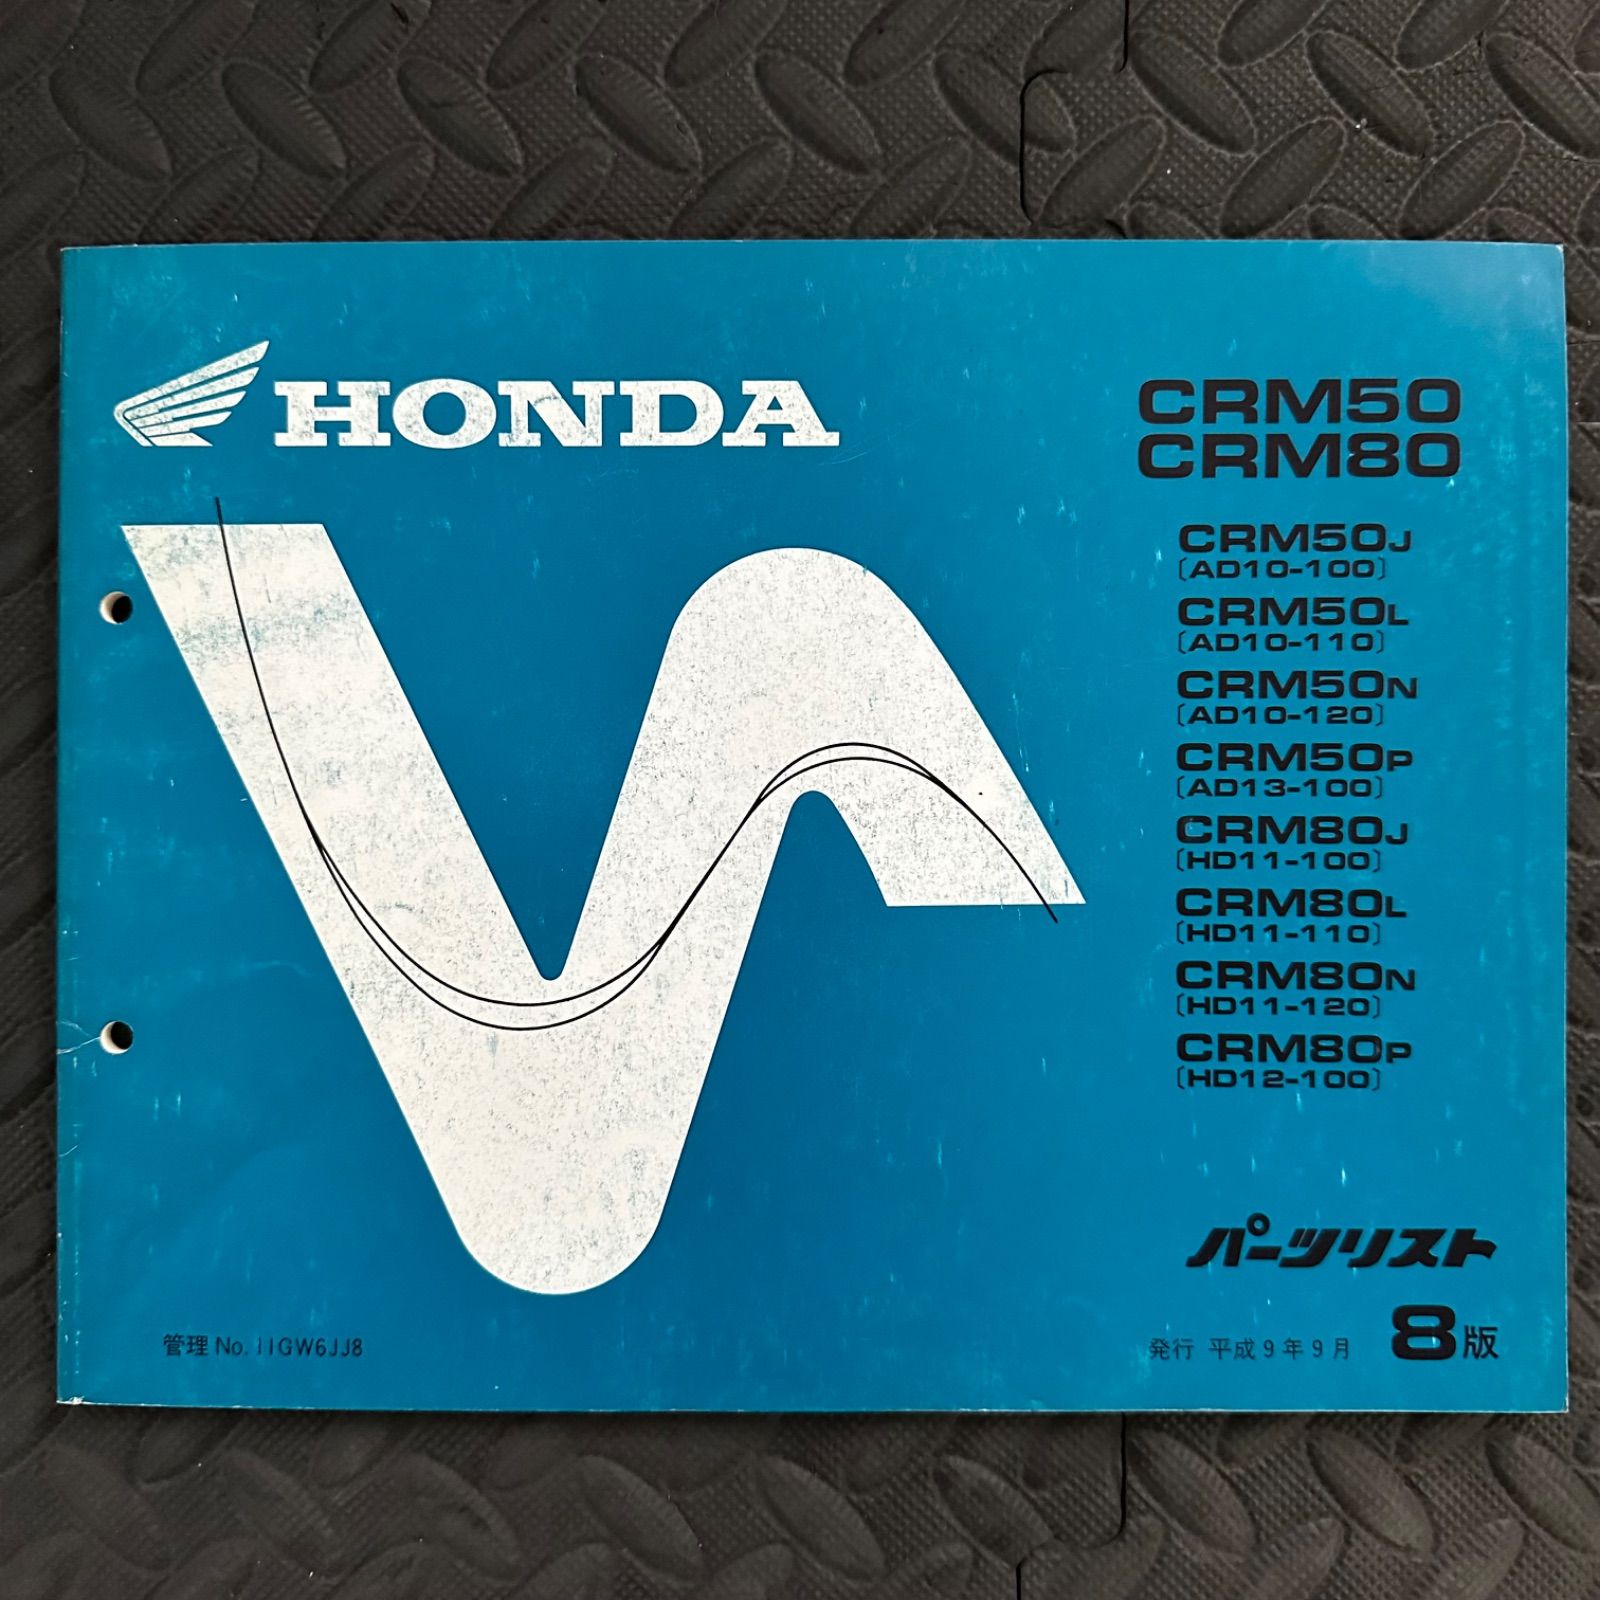 HONDA
CRM50
CRM80
CRM50J
[AD10-100]
CRM50L
[AD10-110]
CRM50N
[AD10-120]
CRM50P
[AD13-100]
CRM80J
[HD11-100]
CRM80L
[HD11-110]
CRM80N
[HD11-120]
CRM80P
[HD12-100]
パーツリスト
管理 No. 11GW6JJ8
発行 平成9年9月 8版